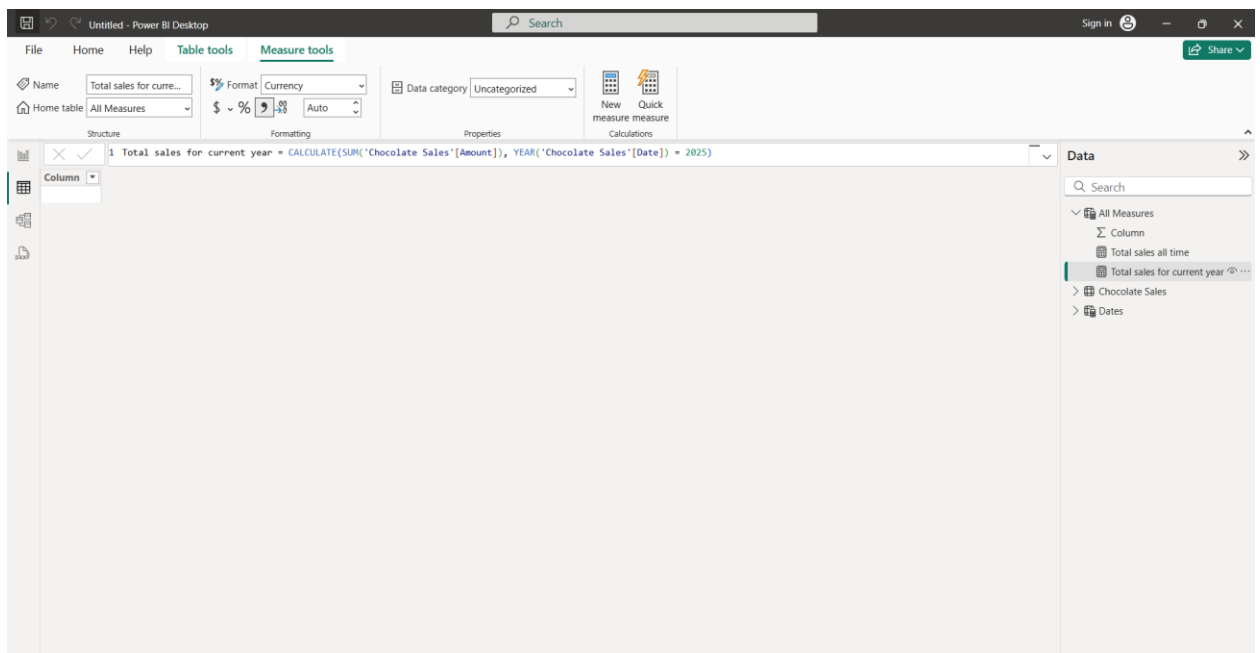 Untitled - Power BI Desktop
Search
Sign in
File Home Help Table tools Measure tools
Share
Name Total sales for curre...
$% Format Currency
Data category Uncategorized
New measure
Quick measure
Home table All Measures
$ % Auto
Structure
Formatting
Properties
Calculations
1 Total sales for current year = CALCULATE(SUM('Chocolate Sales'[Amount]), YEAR('Chocolate Sales'[Date]) = 2025)
Column
Data
Search
All Measures
Column
Total sales all time
Total sales for current year
Chocolate Sales
Dates